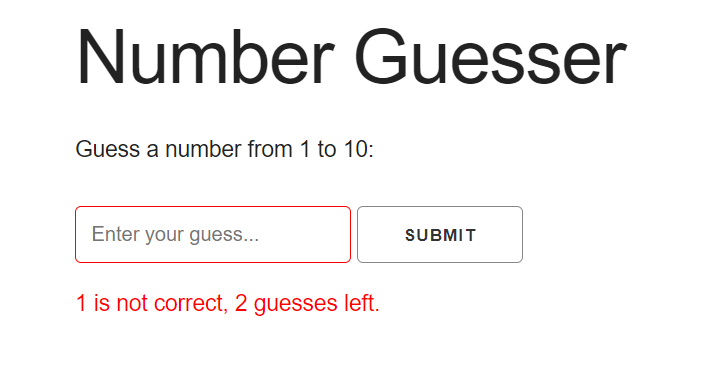 Number Guesser
Guess a number from 1 to 10:
Enter your guess... SUBMIT
1 is not correct, 2 guesses left.